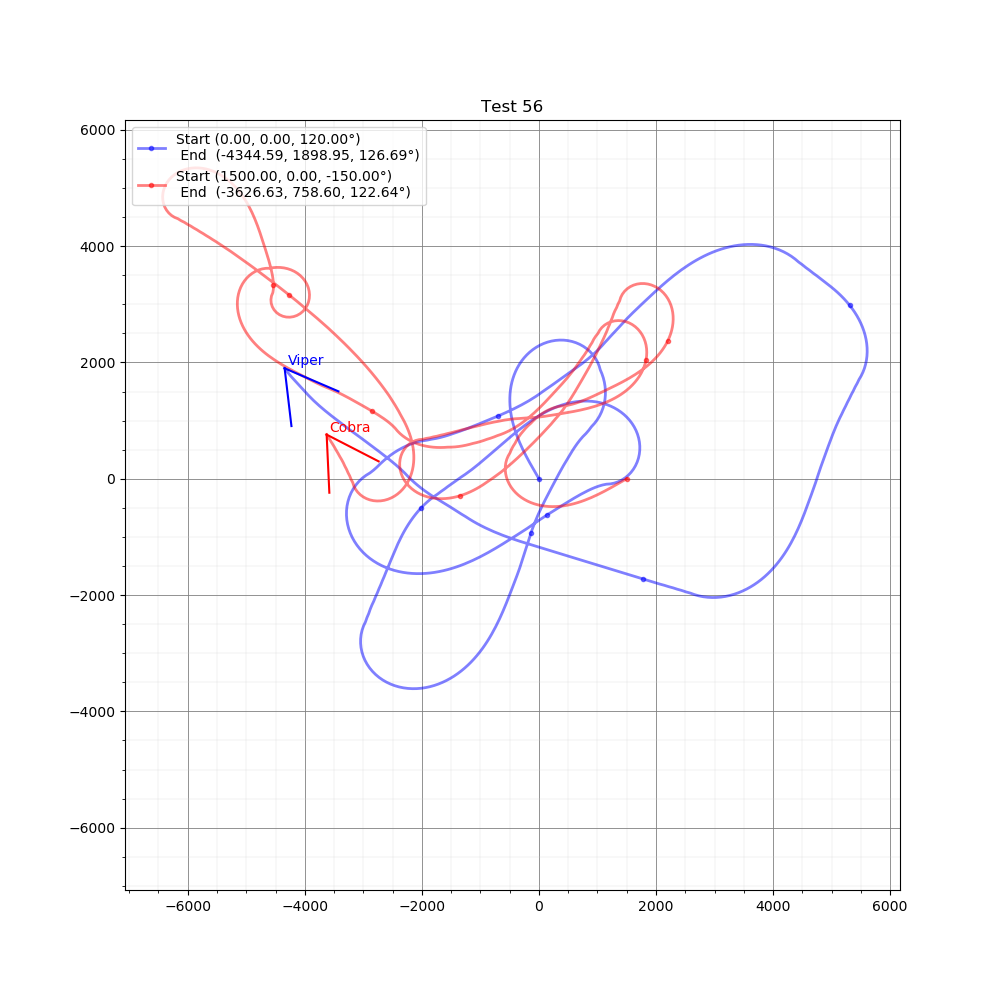 Test 56
Start (0.00, 0.00, 120.00°)
End  (-4344.59, 1898.95, 126.69°)
Start (1500.00, 0.00, -150.00°)
End  (-3626.63, 758.60, 122.64°)
6000
4000
2000
0
−2000
−4000
−6000
Viper
Cobra
−6000 −4000 −2000 0 2000 4000 6000